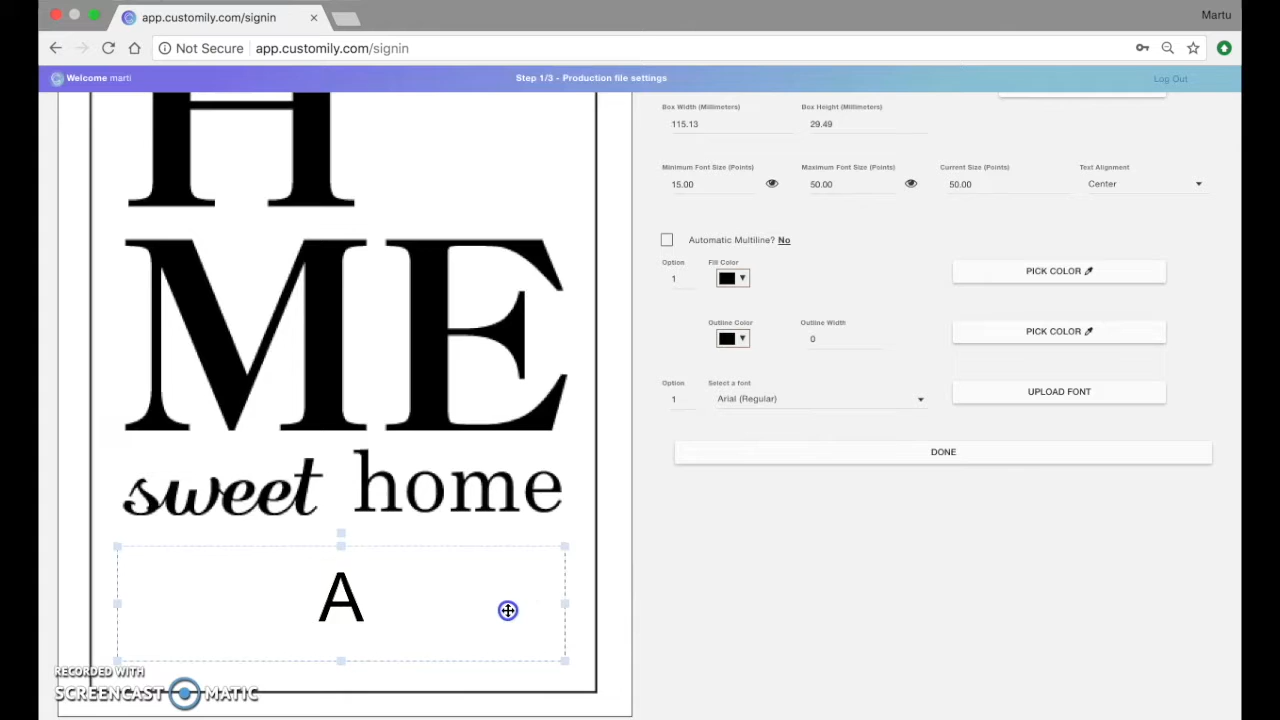 app.customily.com/signin
Martu
Not Secure app.customily.com/signin
Welcome marti
Step 1/3 - Production file settings
Log Out
H
ME
sweet home
A
Box Width (Millimeters)
Box Height (Millimeters)
115.13
29.49
Minimum Font Size (Points)
Maximum Font Size (Points)
Current Size (Points)
Text Alignment
15.00
50.00
50.00
Center
Automatic Multiline? No
Option
Fill Color
1
PICK COLOR
Outline Color
Outline Width
0
PICK COLOR
Option
Select a font
1
Arial (Regular)
UPLOAD FONT
DONE
RECORDED WITH
SCREENCAST MATIC